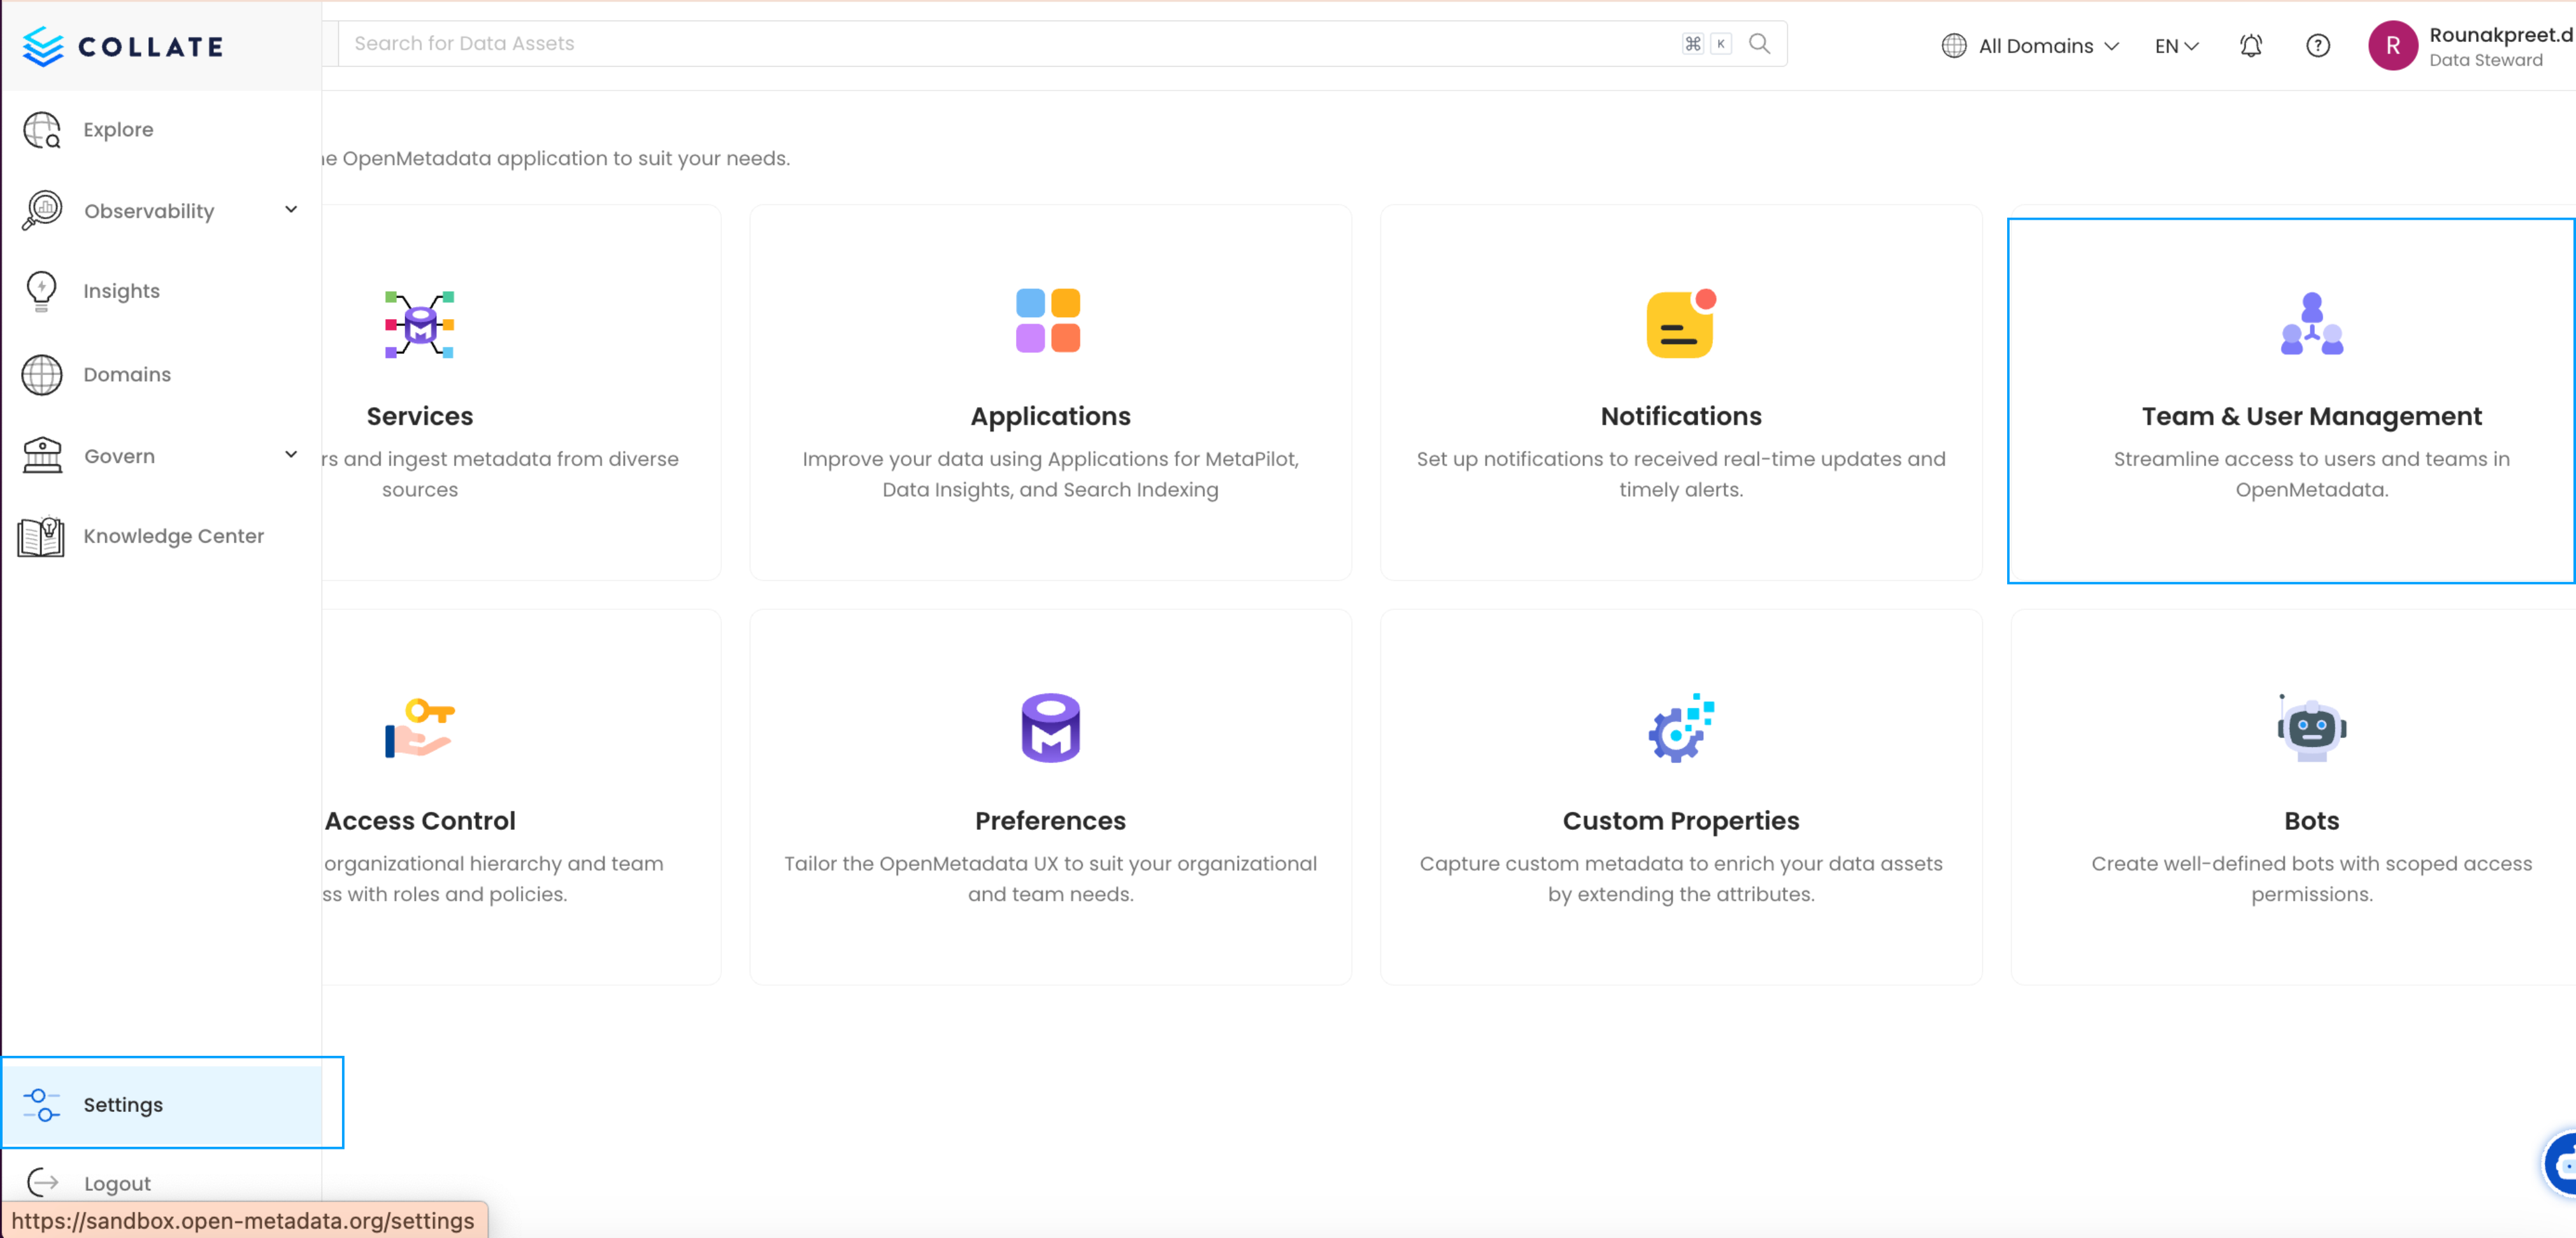 COLLATE
Search for Data Assets
⌘ K
All Domains
EN
R
Rounakpreet.d
Data Steward
Explore
Observability
Insights
Domains
Govern
Knowledge Center
Settings
Logout
https://sandbox.open-metadata.org/settings
e OpenMetadata application to suit your needs.
Services
rs and ingest metadata from diverse
sources
Applications
Improve your data using Applications for MetaPilot,
Data Insights, and Search Indexing
Notifications
Set up notifications to received real-time updates and
timely alerts.
Team & User Management
Streamline access to users and teams in
OpenMetadata.
Access Control
organizational hierarchy and team
ss with roles and policies.
Preferences
Tailor the OpenMetadata UX to suit your organizational
and team needs.
Custom Properties
Capture custom metadata to enrich your data assets
by extending the attributes.
Bots
Create well-defined bots with scoped access
permissions.